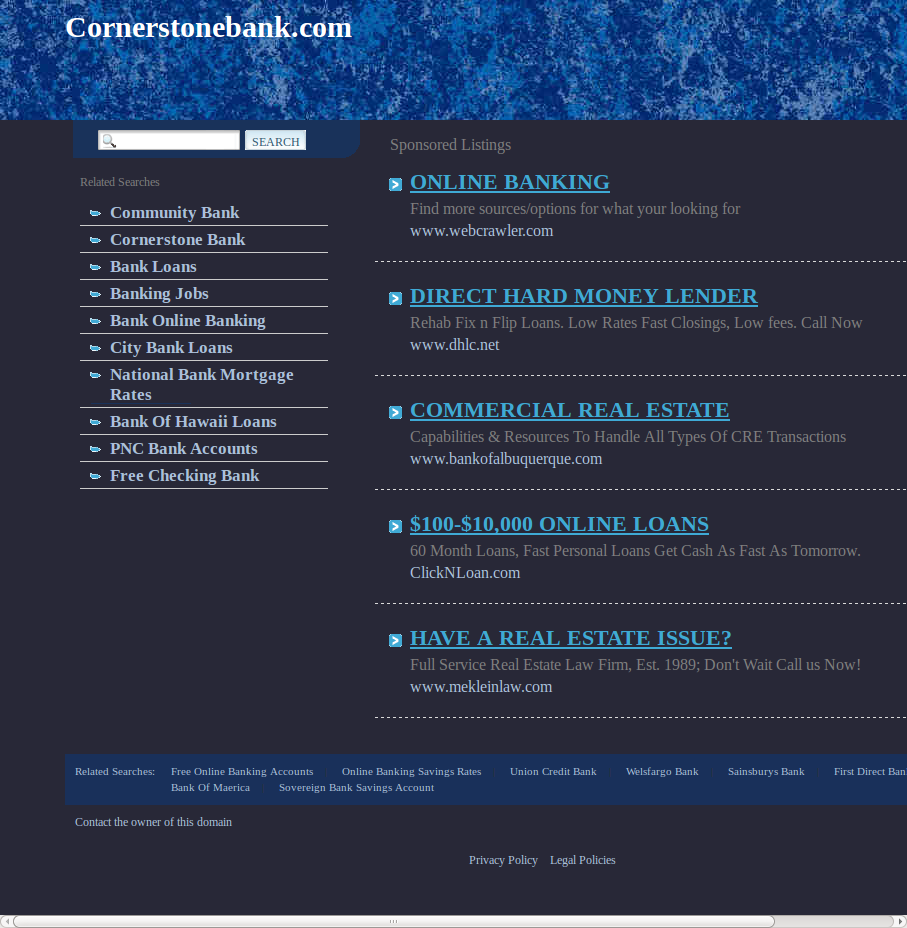 Cornerstonebank.com
SEARCH
Related Searches
Community Bank
Cornerstone Bank
Bank Loans
Banking Jobs
Bank Online Banking
City Bank Loans
National Bank Mortgage
Rates
Bank Of Hawaii Loans
PNC Bank Accounts
Free Checking Bank
Sponsored Listings
ONLINE BANKING
Find more sources/options for what your looking for
www.webcrawler.com
DIRECT HARD MONEY LENDER
Rehab Fix n Flip Loans. Low Rates Fast Closings, Low fees. Call Now
www.dhlc.net
COMMERCIAL REAL ESTATE
Capabilities & Resources To Handle All Types Of CRE Transactions
www.bankofalbuquerque.com
$100-$10,000 ONLINE LOANS
60 Month Loans, Fast Personal Loans Get Cash As Fast As Tomorrow.
ClickNLoan.com
HAVE A REAL ESTATE ISSUE?
Full Service Real Estate Law Firm, Est. 1989; Don't Wait Call us Now!
www.mekleinlaw.com
Related Searches: Free Online Banking Accounts Online Banking Savings Rates Union Credit Bank Welsfargo Bank Sainsburys Bank First Direct
Bank Of Maerica Sovereign Bank Savings Account
Contact the owner of this domain
Privacy Policy Legal Policies